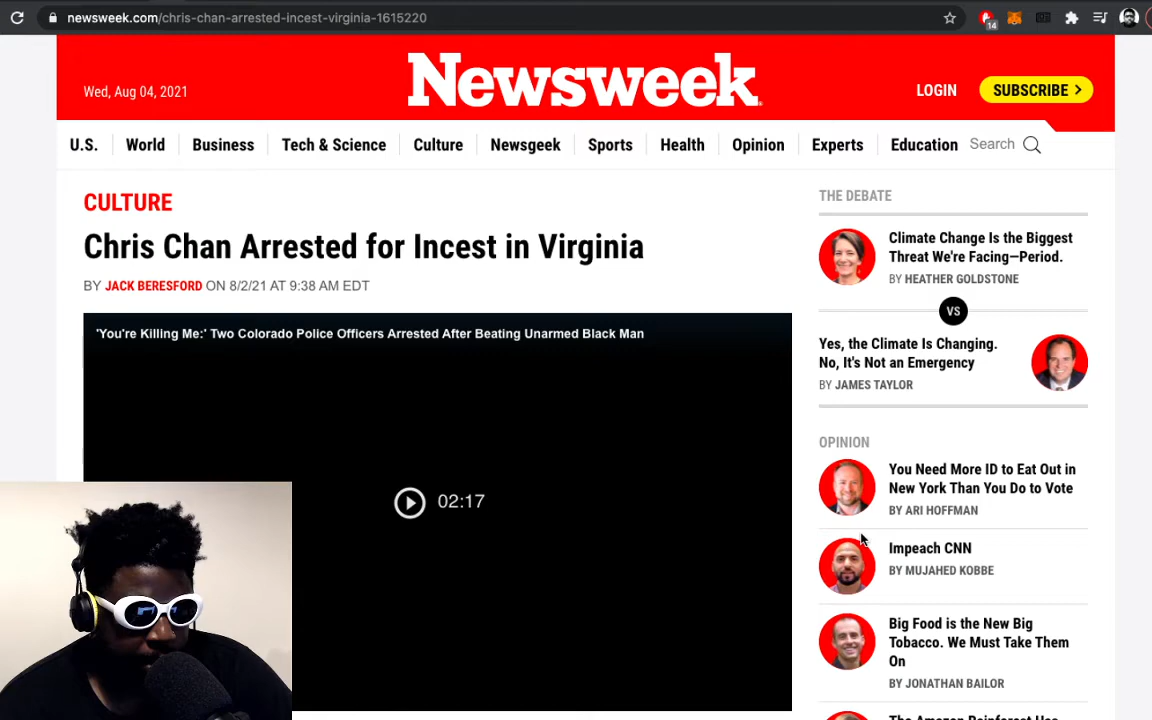 newsweek.com/chris-chan-arrested-incest-virginia-1615220
14
Wed, Aug 04, 2021
Newsweek
LOGIN
SUBSCRIBE >
U.S.
World
Business
Tech & Science
Culture
Newsgeek
Sports
Health
Opinion
Experts
Education
Search
CULTURE
Chris Chan Arrested for Incest in Virginia
BY JACK BERESFORD ON 8/2/21 AT 9:38 AM EDT
'You're Killing Me:' Two Colorado Police Officers Arrested After Beating Unarmed Black Man
02:17
THE DEBATE
Climate Change Is the Biggest
Threat We're Facing—Period.
BY HEATHER GOLDSTONE
VS
Yes, the Climate Is Changing.
No, It's Not an Emergency
BY JAMES TAYLOR
OPINION
You Need More ID to Eat Out in
New York Than You Do to Vote
BY ARI HOFFMAN
Impeach CNN
BY MUJAHED KOBBE
Big Food is the New Big
Tobacco. We Must Take Them
On
BY JONATHAN BAILOR
The Amazon Rainforest Has